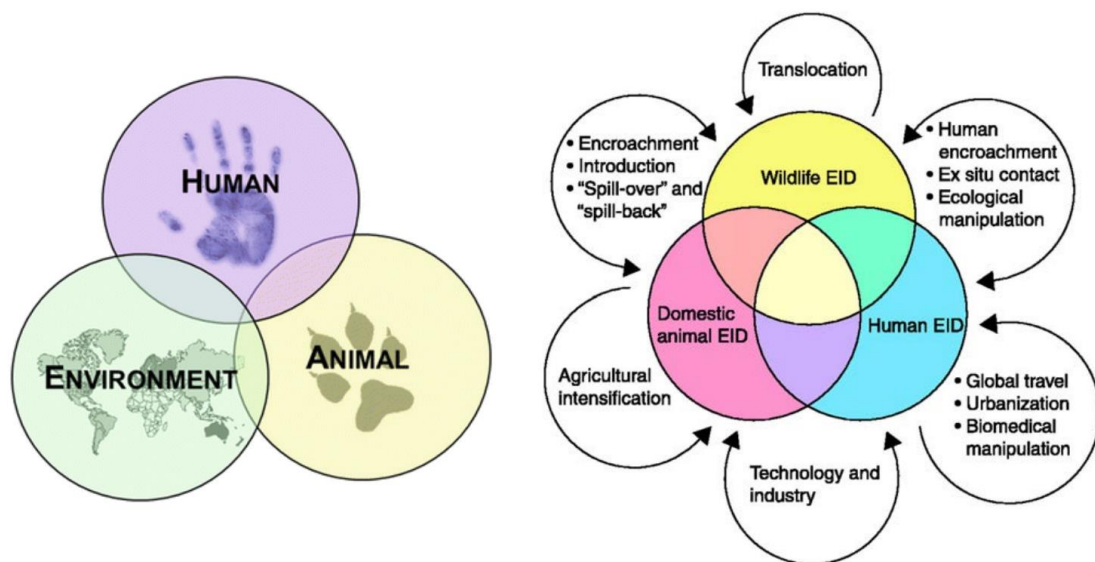 HUMAN
ENVIRONMENT
ANIMAL
Translocation
• Encroachment
• Introduction
• “Spill-over” and
“spill-back”
Wildlife EID
• Human
encroachment
• Ex situ contact
• Ecological
manipulation
Domestic
animal EID
Human EID
Agricultural
intensification
• Global travel
• Urbanization
• Biomedical
manipulation
Technology and
industry